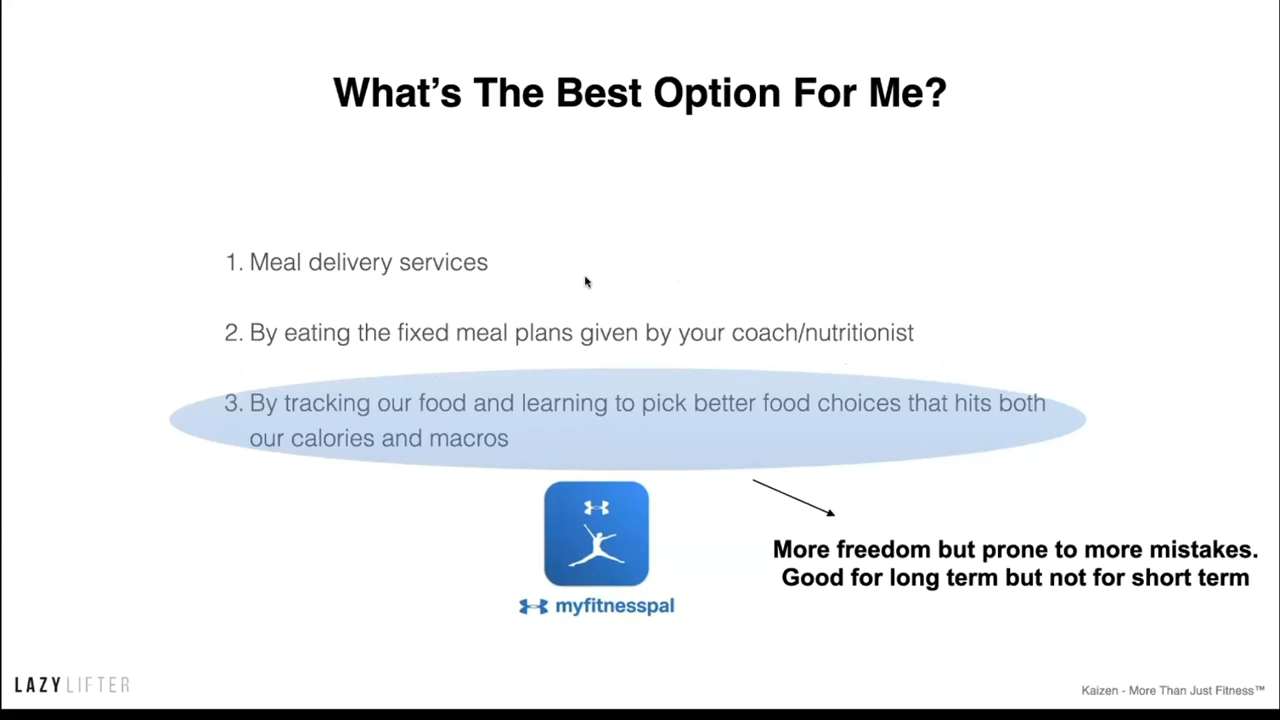 What's The Best Option For Me?
1. Meal delivery services
2. By eating the fixed meal plans given by your coach/nutritionist
3. By tracking our food and learning to pick better food choices that hits both
our calories and macros
myfitnesspal
More freedom but prone to more mistakes.
Good for long term but not for short term
LAZYLIFTER
Kaizen - More Than Just Fitness™